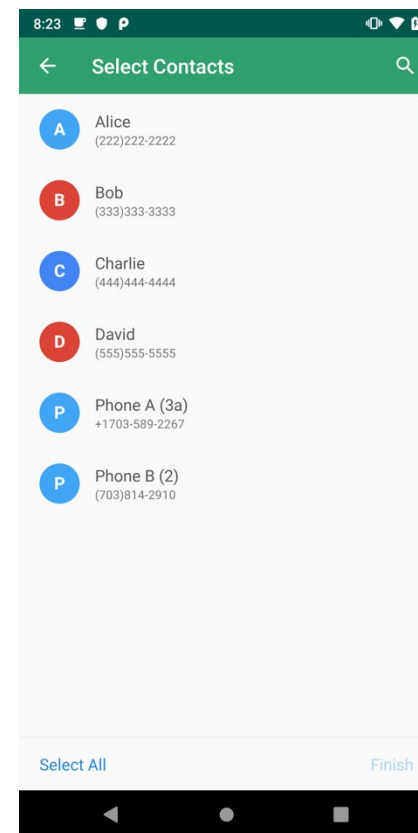 8:23
Select Contacts
A
Alice
(222)222-2222
B
Bob
(333)333-3333
C
Charlie
(444)444-4444
D
David
(555)555-5555
P
Phone A (3a)
+1703-589-2267
P
Phone B (2)
(703)814-2910
Select All
Finish